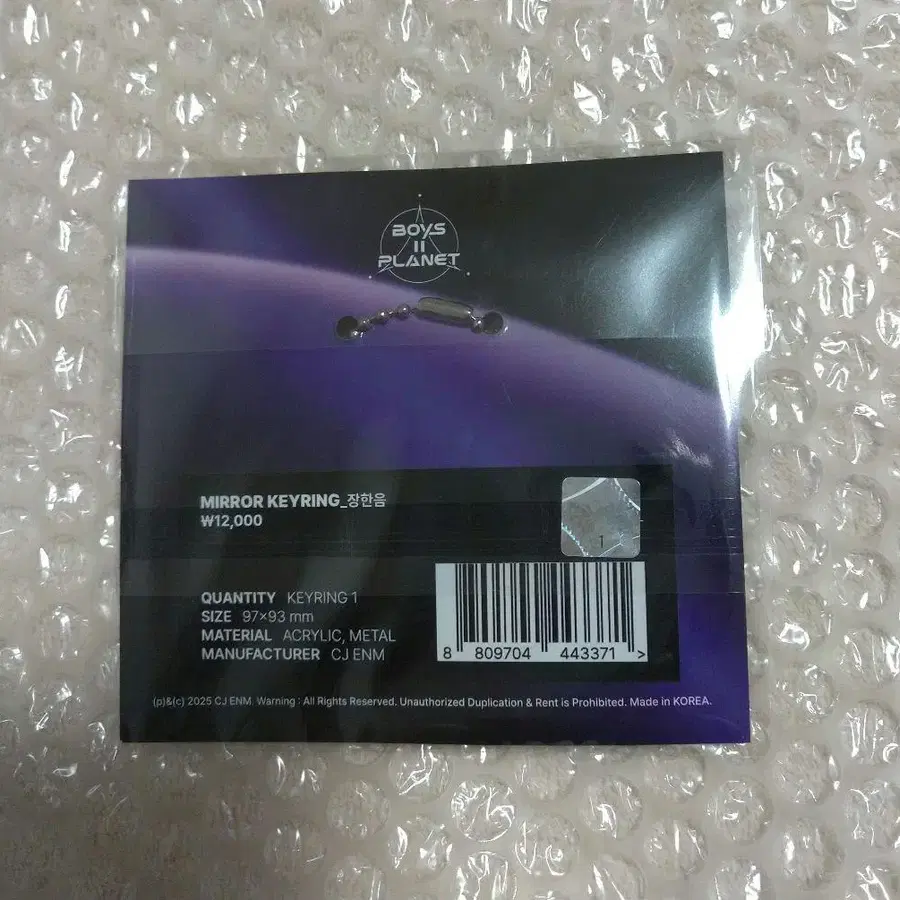 BOYS
II
PLANET
MIRROR KEYRING_장한음
₩12,000
1
QUANTITY KEYRING 1
SIZE 97×93 mm
MATERIAL ACRYLIC, METAL
MANUFACTURER CJ ENM
8 809704 443371 >
(p)&(c) 2025 CJ ENM. Warning : All Rights Reserved. Unauthorized Duplication & Rent is Prohibited. Made in KOREA.